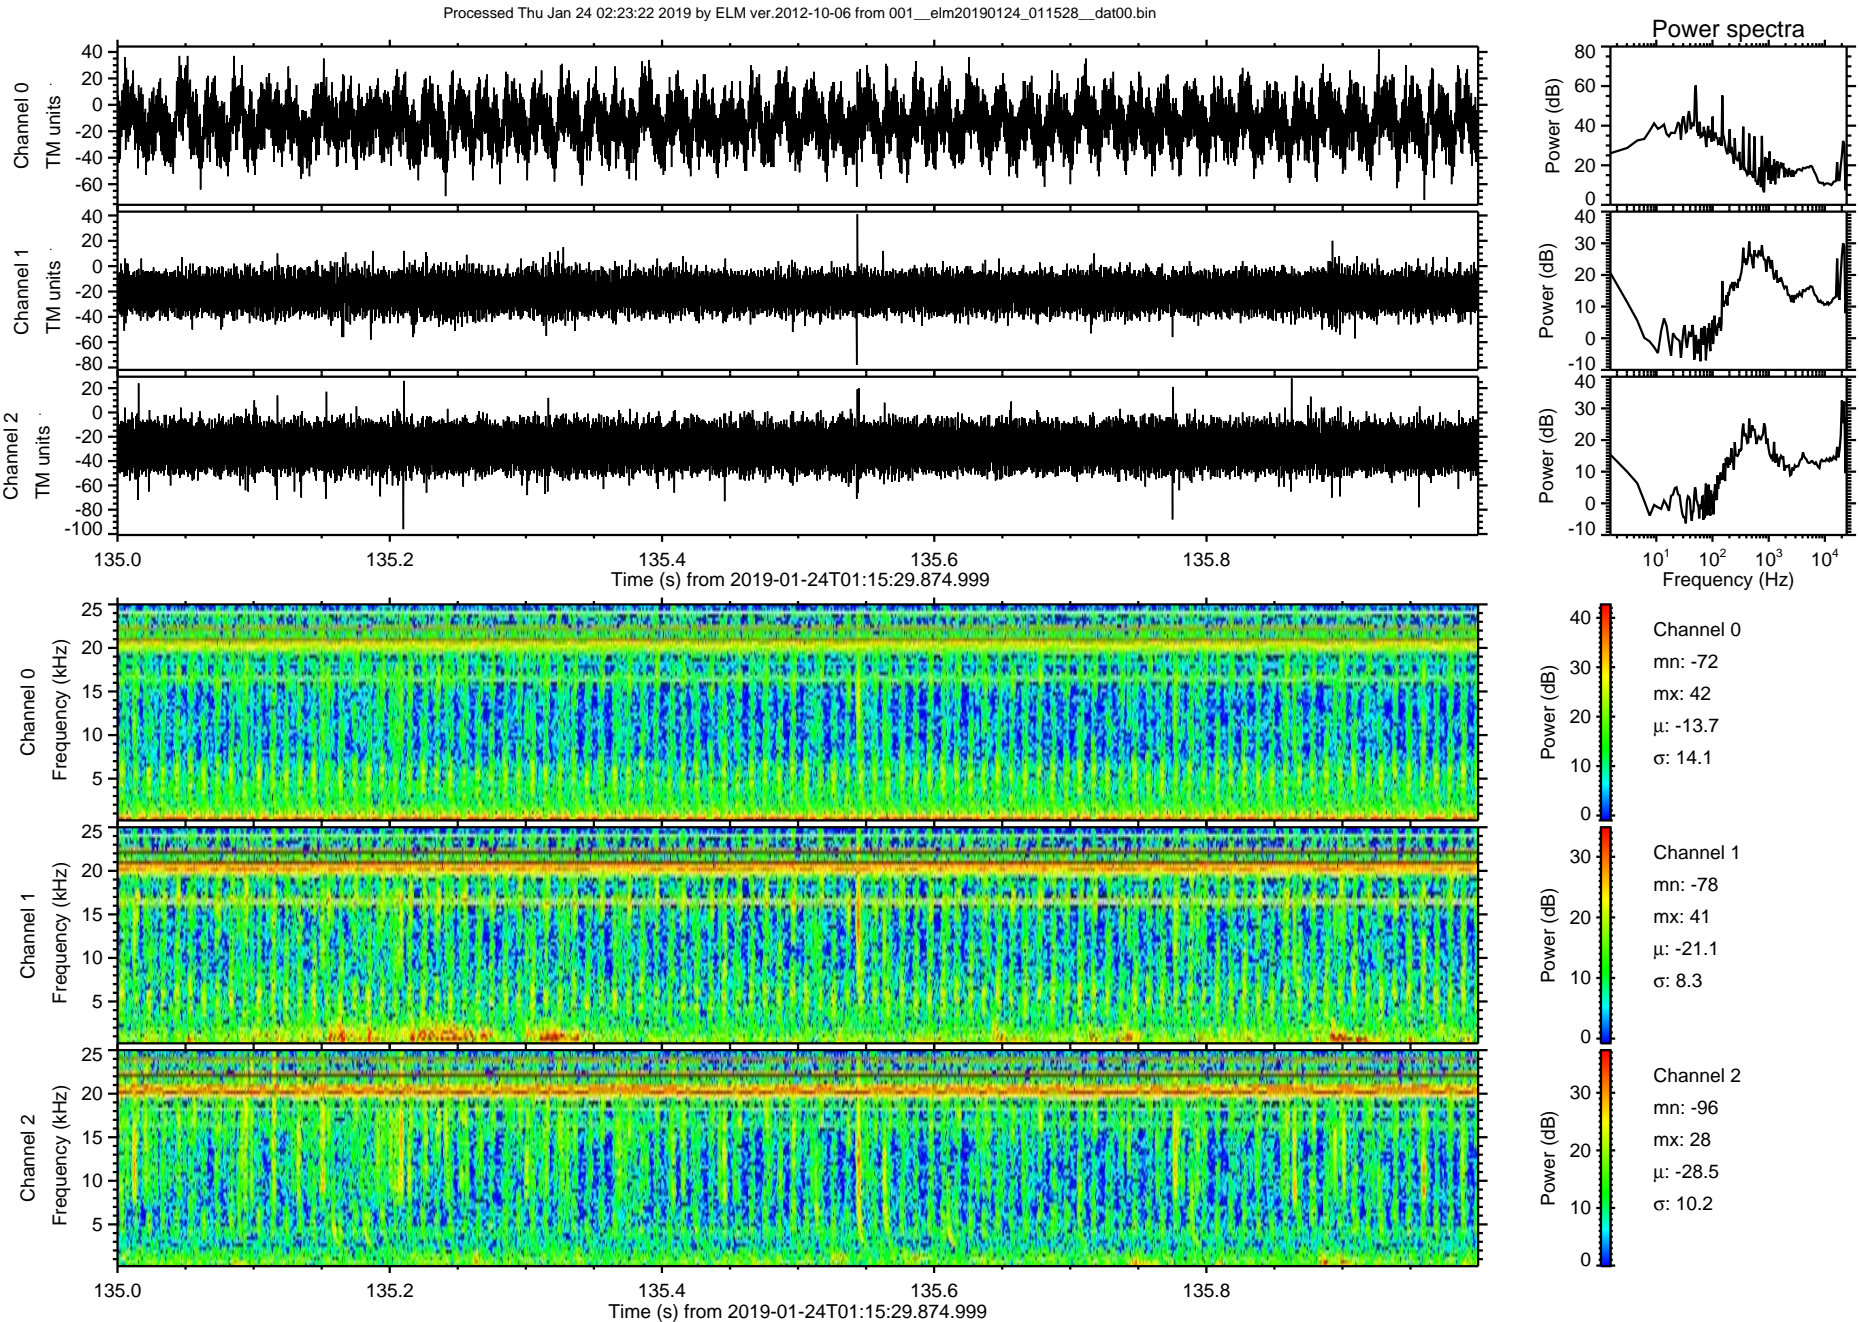 Processed Thu Jan 24 02:23:22 2019 by ELM ver.2012-10-06 from 001__elm20190124_011528__dat00.bin
Power spectra
Channel 0
TM units
40
20
0
-20
-40
-60
Power (dB)
80
60
40
20
0
Channel 1
TM units
40
20
0
-20
-40
-60
-80
Power (dB)
40
30
20
10
0
-10
Channel 2
TM units
20
0
-20
-40
-60
-80
-100
Power (dB)
40
30
20
10
0
-10
135.0 135.2 135.4 135.6 135.8
Time (s) from 2019-01-24T01:15:29.874.999
10^1 10^2 10^3 10^4
Frequency (Hz)
Channel 0
Frequency (kHz)
25
20
15
10
5
Power (dB)
40
30
20
10
0
Channel 0
mn: -72
mx: 42
μ: -13.7
σ: 14.1
Channel 1
Frequency (kHz)
25
20
15
10
5
Power (dB)
30
20
10
0
Channel 1
mn: -78
mx: 41
μ: -21.1
σ: 8.3
Channel 2
Frequency (kHz)
25
20
15
10
5
Power (dB)
30
20
10
0
Channel 2
mn: -96
mx: 28
μ: -28.5
σ: 10.2
135.0 135.2 135.4 135.6 135.8
Time (s) from 2019-01-24T01:15:29.874.999